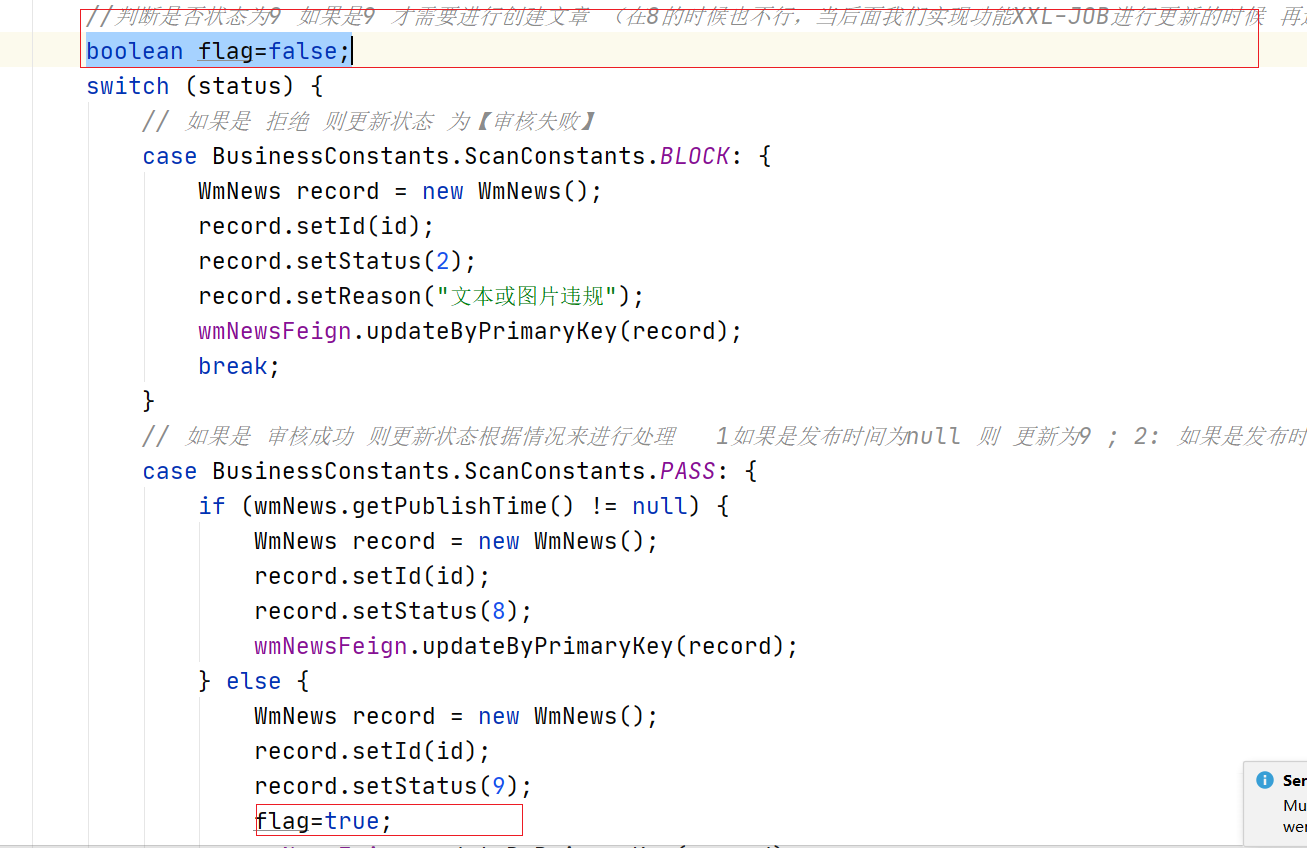 //判断是否状态为9 如果是9 才需要进行创建文章 （在8的时候也不行，当后面我们实现功能XXL-JOB进行更新的时候 再
boolean flag=false;
switch (status) {
// 如果是 拒绝 则更新状态 为【审核失败】
case BusinessConstants.ScanConstants.BLOCK: {
WmNews record = new WmNews();
record.setId(id);
record.setStatus(2);
record.setReason("文本或图片违规");
wmNewsFeign.updateByPrimaryKey(record);
break;
}
// 如果是 审核成功 则更新状态根据情况来进行处理 1如果是发布时间为null 则 更新为9 ; 2: 如果是发布时
case BusinessConstants.ScanConstants.PASS: {
if (wmNews.getPublishTime() != null) {
WmNews record = new WmNews();
record.setId(id);
record.setStatus(8);
wmNewsFeign.updateByPrimaryKey(record);
} else {
WmNews record = new WmNews();
record.setId(id);
record.setStatus(9);
flag=true;
Ser
Mu
wer